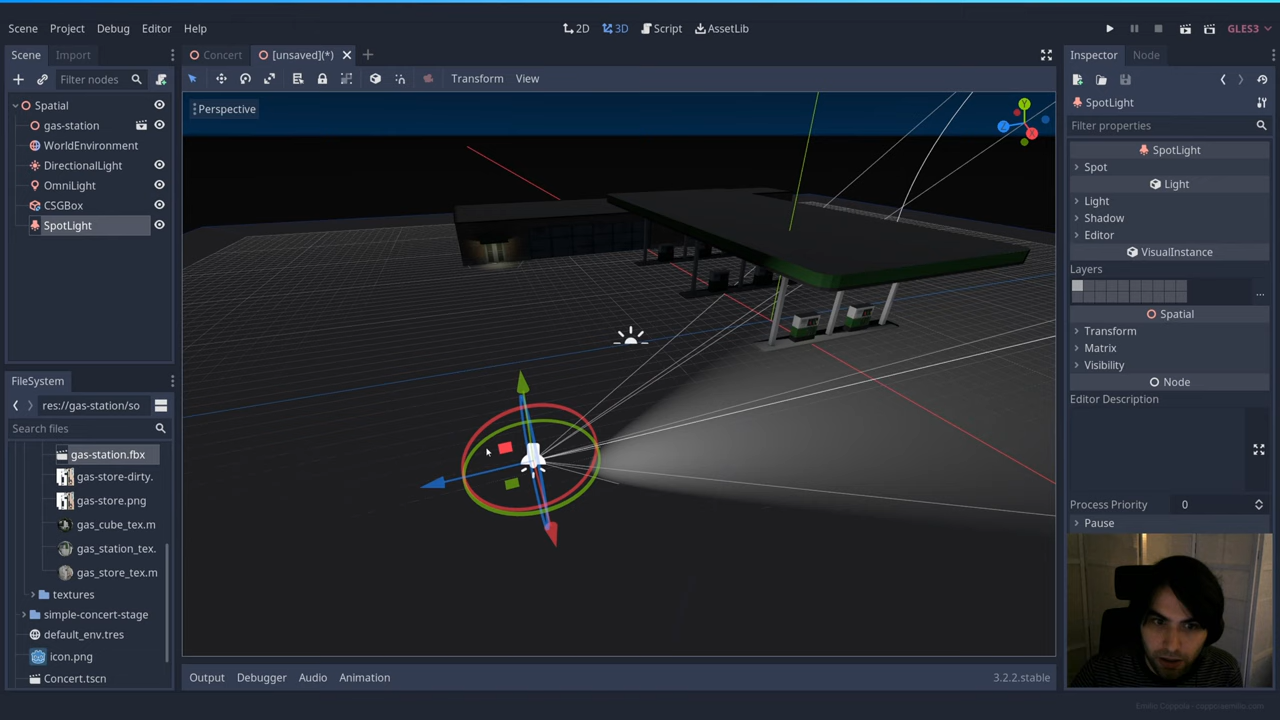 Scene Project Debug Editor Help
2D 3D Script AssetLib
GLES3
Scene Import
Concert [unsaved](*)
Inspector Node
Filter nodes
Transform View
SpotLight
Filter properties
Spatial
gas-station
WorldEnvironment
DirectionalLight
OmniLight
CSGBox
SpotLight
Perspective
Y
Z
X
SpotLight
Spot
Light
Light
Shadow
Editor
VisualInstance
Layers
...
Spatial
Transform
Matrix
Visibility
Node
Editor Description
Process Priority 0
Pause
FileSystem
res://gas-station/so
Search files
gas-station.fbx
gas-store-dirty.
gas-store.png
gas_cube_tex.m
gas_station_tex.
gas_store_tex.m
textures
simple-concert-stage
default_env.tres
icon.png
Concert.tscn
Output Debugger Audio Animation
3.2.2.stable
Emilio Coppola - coppolaemilio.com